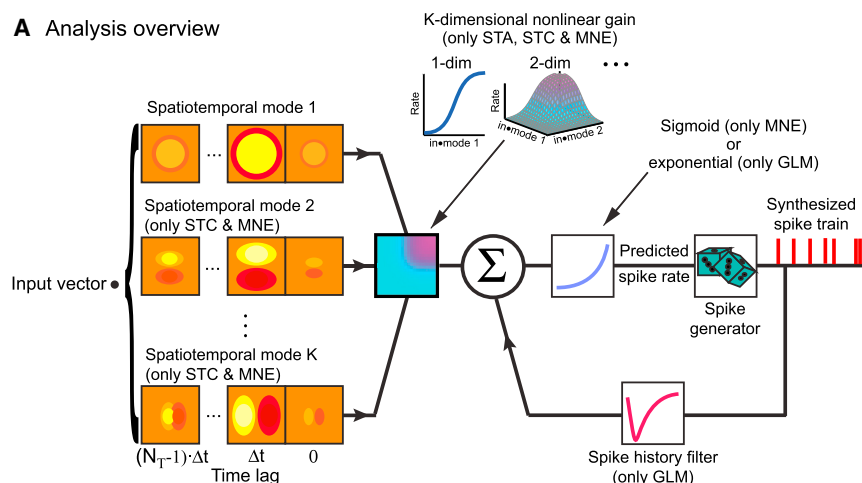 A Analysis overview
K-dimensional nonlinear gain
(only STA, STC & MNE)
1-dim
2-dim
• • •
Rate
in•mode 1
Rate
in•mode 1
in•mode 2
Sigmoid (only MNE)
or
exponential (only GLM)
Spatiotemporal mode 1
...
Spatiotemporal mode 2
(only STC & MNE)
...
Input vector •
Spatiotemporal mode K
(only STC & MNE)
...
(NT-1)·Δt
Δt
0
Time lag
Σ
Predicted
spike rate
Spike
generator
Synthesized
spike train
Spike history filter
(only GLM)